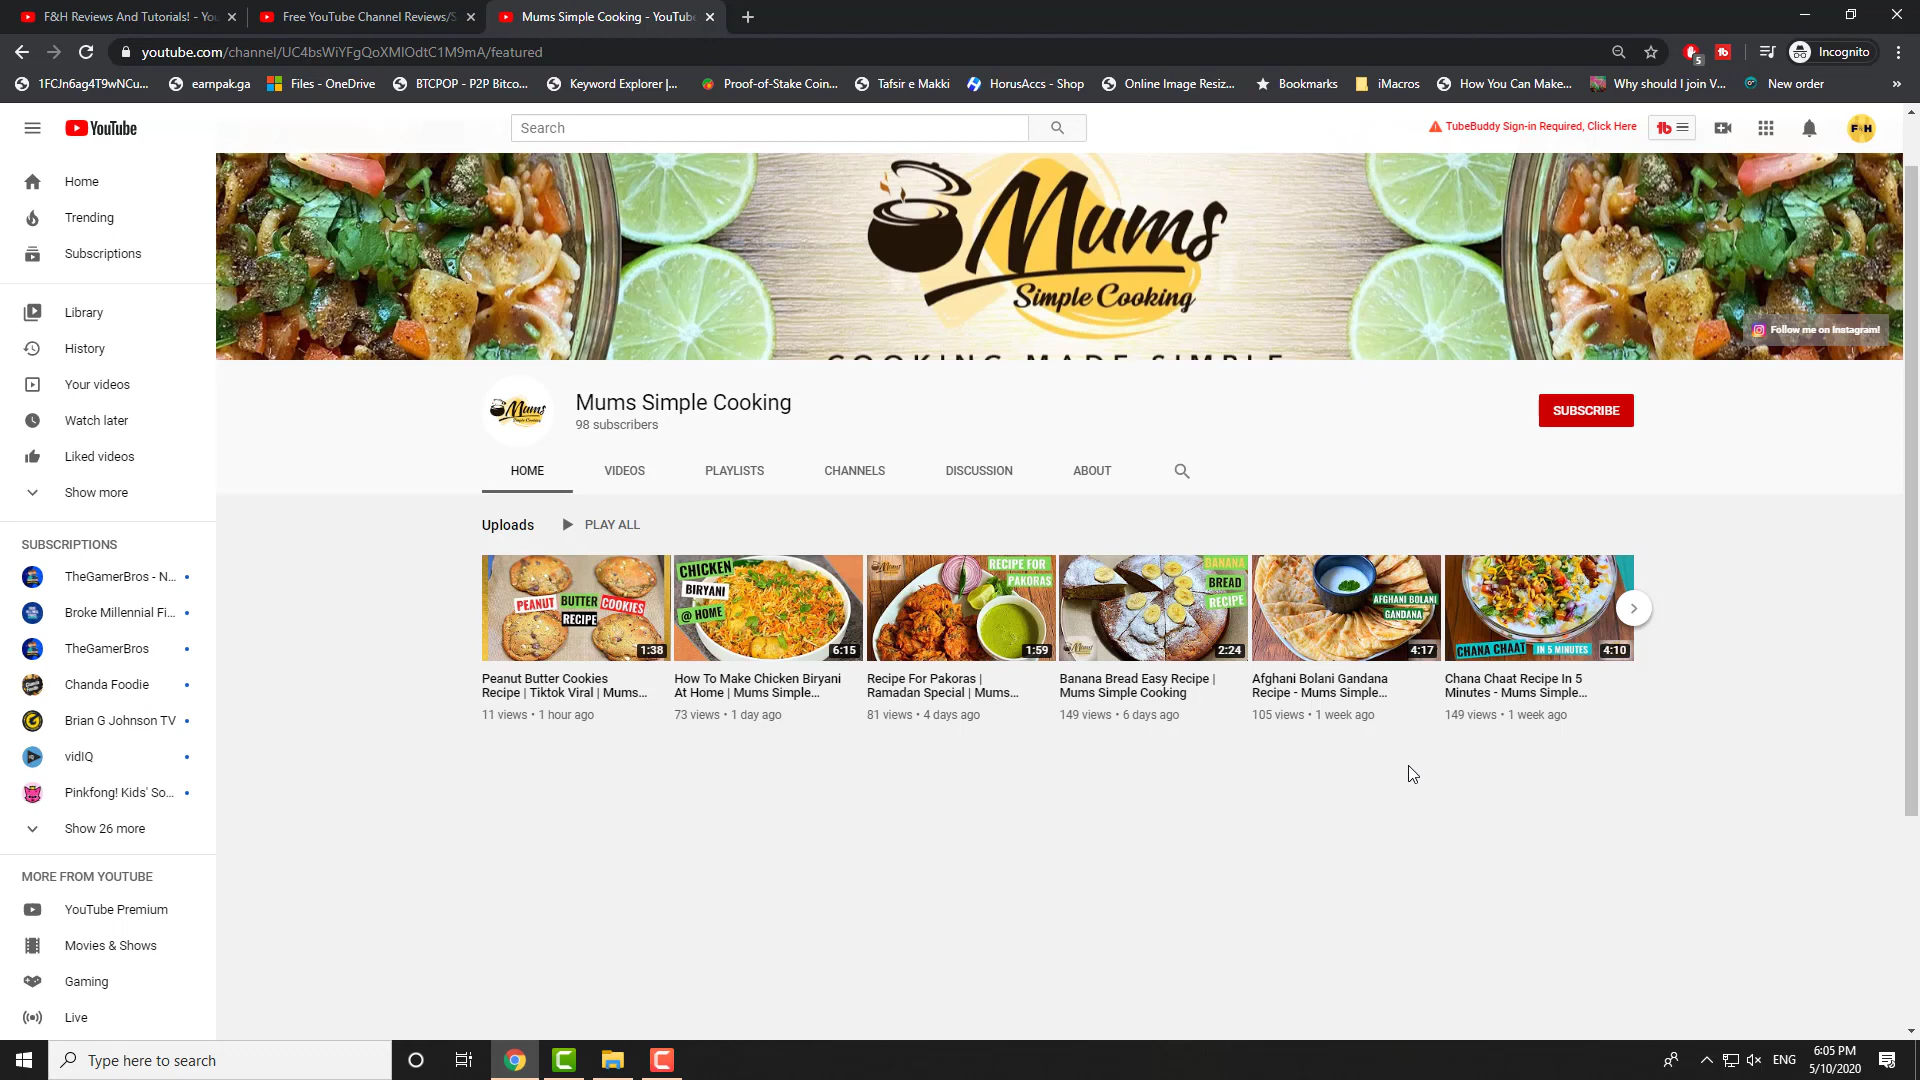 F&H Reviews And Tutorials! - You
Free YouTube Channel Reviews/S
Mums Simple Cooking - YouTube
youtube.com/channel/UC4bsWiYFgQoXMIOdtC1M9mA/featured
5
Incognito
1FCJn6ag4T9wNCu...
earnpak.ga
Files - OneDrive
BTCPOP - P2P Bitco...
Keyword Explorer |...
Proof-of-Stake Coin...
Tafsir e Makki
HorusAccs - Shop
Online Image Resiz...
Bookmarks
iMacros
How You Can Make...
Why should I join V...
New order
»
YouTube
Search
TubeBuddy Sign-in Required, Click Here
F&H
Home
Trending
Subscriptions
Library
History
Your videos
Watch later
Liked videos
Show more
SUBSCRIPTIONS
TheGamerBros - N...
Broke Millennial Fi...
TheGamerBros
Chanda Foodie
Brian G Johnson TV
vidIQ
Pinkfong! Kids' So...
Show 26 more
MORE FROM YOUTUBE
YouTube Premium
Movies & Shows
Gaming
Live
Mums
Simple Cooking
COOKING MADE SIMPLE
Follow me on Instagram!
Mums
Simple Cooking
Mums Simple Cooking
98 subscribers
SUBSCRIBE
HOME
VIDEOS
PLAYLISTS
CHANNELS
DISCUSSION
ABOUT
Uploads
PLAY ALL
PEANUT BUTTER COOKIES
RECIPE
1:38
Peanut Butter Cookies
Recipe | Tiktok Viral | Mums...
11 views • 1 hour ago
CHICKEN
BIRYANI
@ HOME
6:15
How To Make Chicken Biryani
At Home | Mums Simple...
73 views • 1 day ago
Mums
RECIPE FOR
PAKORAS
1:59
Recipe For Pakoras |
Ramadan Special | Mums...
81 views • 4 days ago
BANANA
BREAD
RECIPE
Mums
2:24
Banana Bread Easy Recipe |
Mums Simple Cooking
149 views • 6 days ago
AFGHANI BOLANI
GANDANA
4:17
Afghani Bolani Gandana
Recipe - Mums Simple...
105 views • 1 week ago
CHANA CHAAT IN 5 MINUTES
4:10
Chana Chaat Recipe In 5
Minutes - Mums Simple...
149 views • 1 week ago
Type here to search
ENG
6:05 PM
5/10/2020